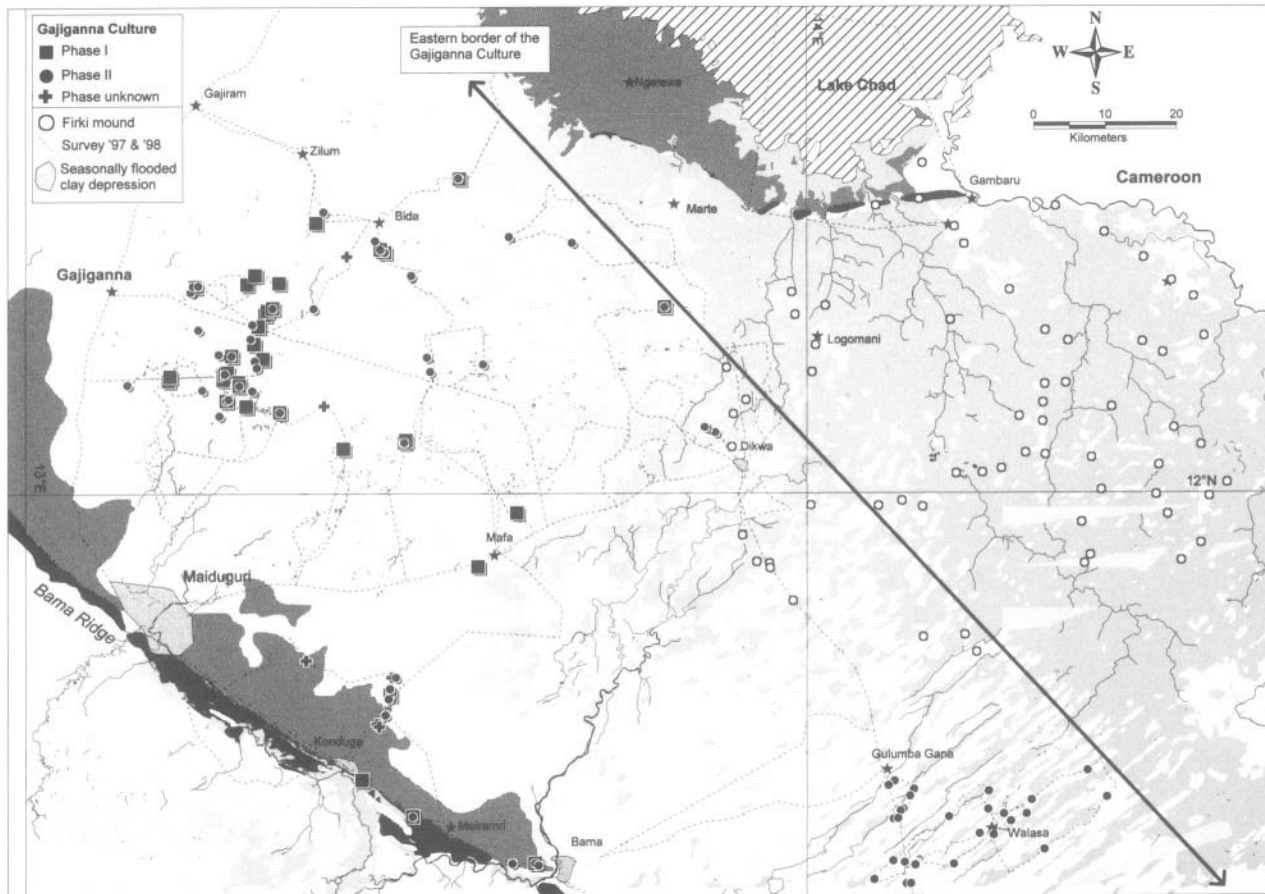 Gajiganna Culture
Phase I
Phase II
Phase unknown
Firki mound
Survey '97 & '98
Seasonally flooded
clay depression
Eastern border of the
Gajiganna Culture
14°E
N
W
E
S
0
10
20
Kilometers
Ngelewa
Lake Chad
Gajiram
Zilum
Cameroon
Gambaru
Marte
Bida
Gajiganna
Logomani
Dikwa
13°E
12°N
Mafa
Maiduguri
Bama Ridge
Konduga
Gulumba Gana
Meiramri
Walasa
Bama